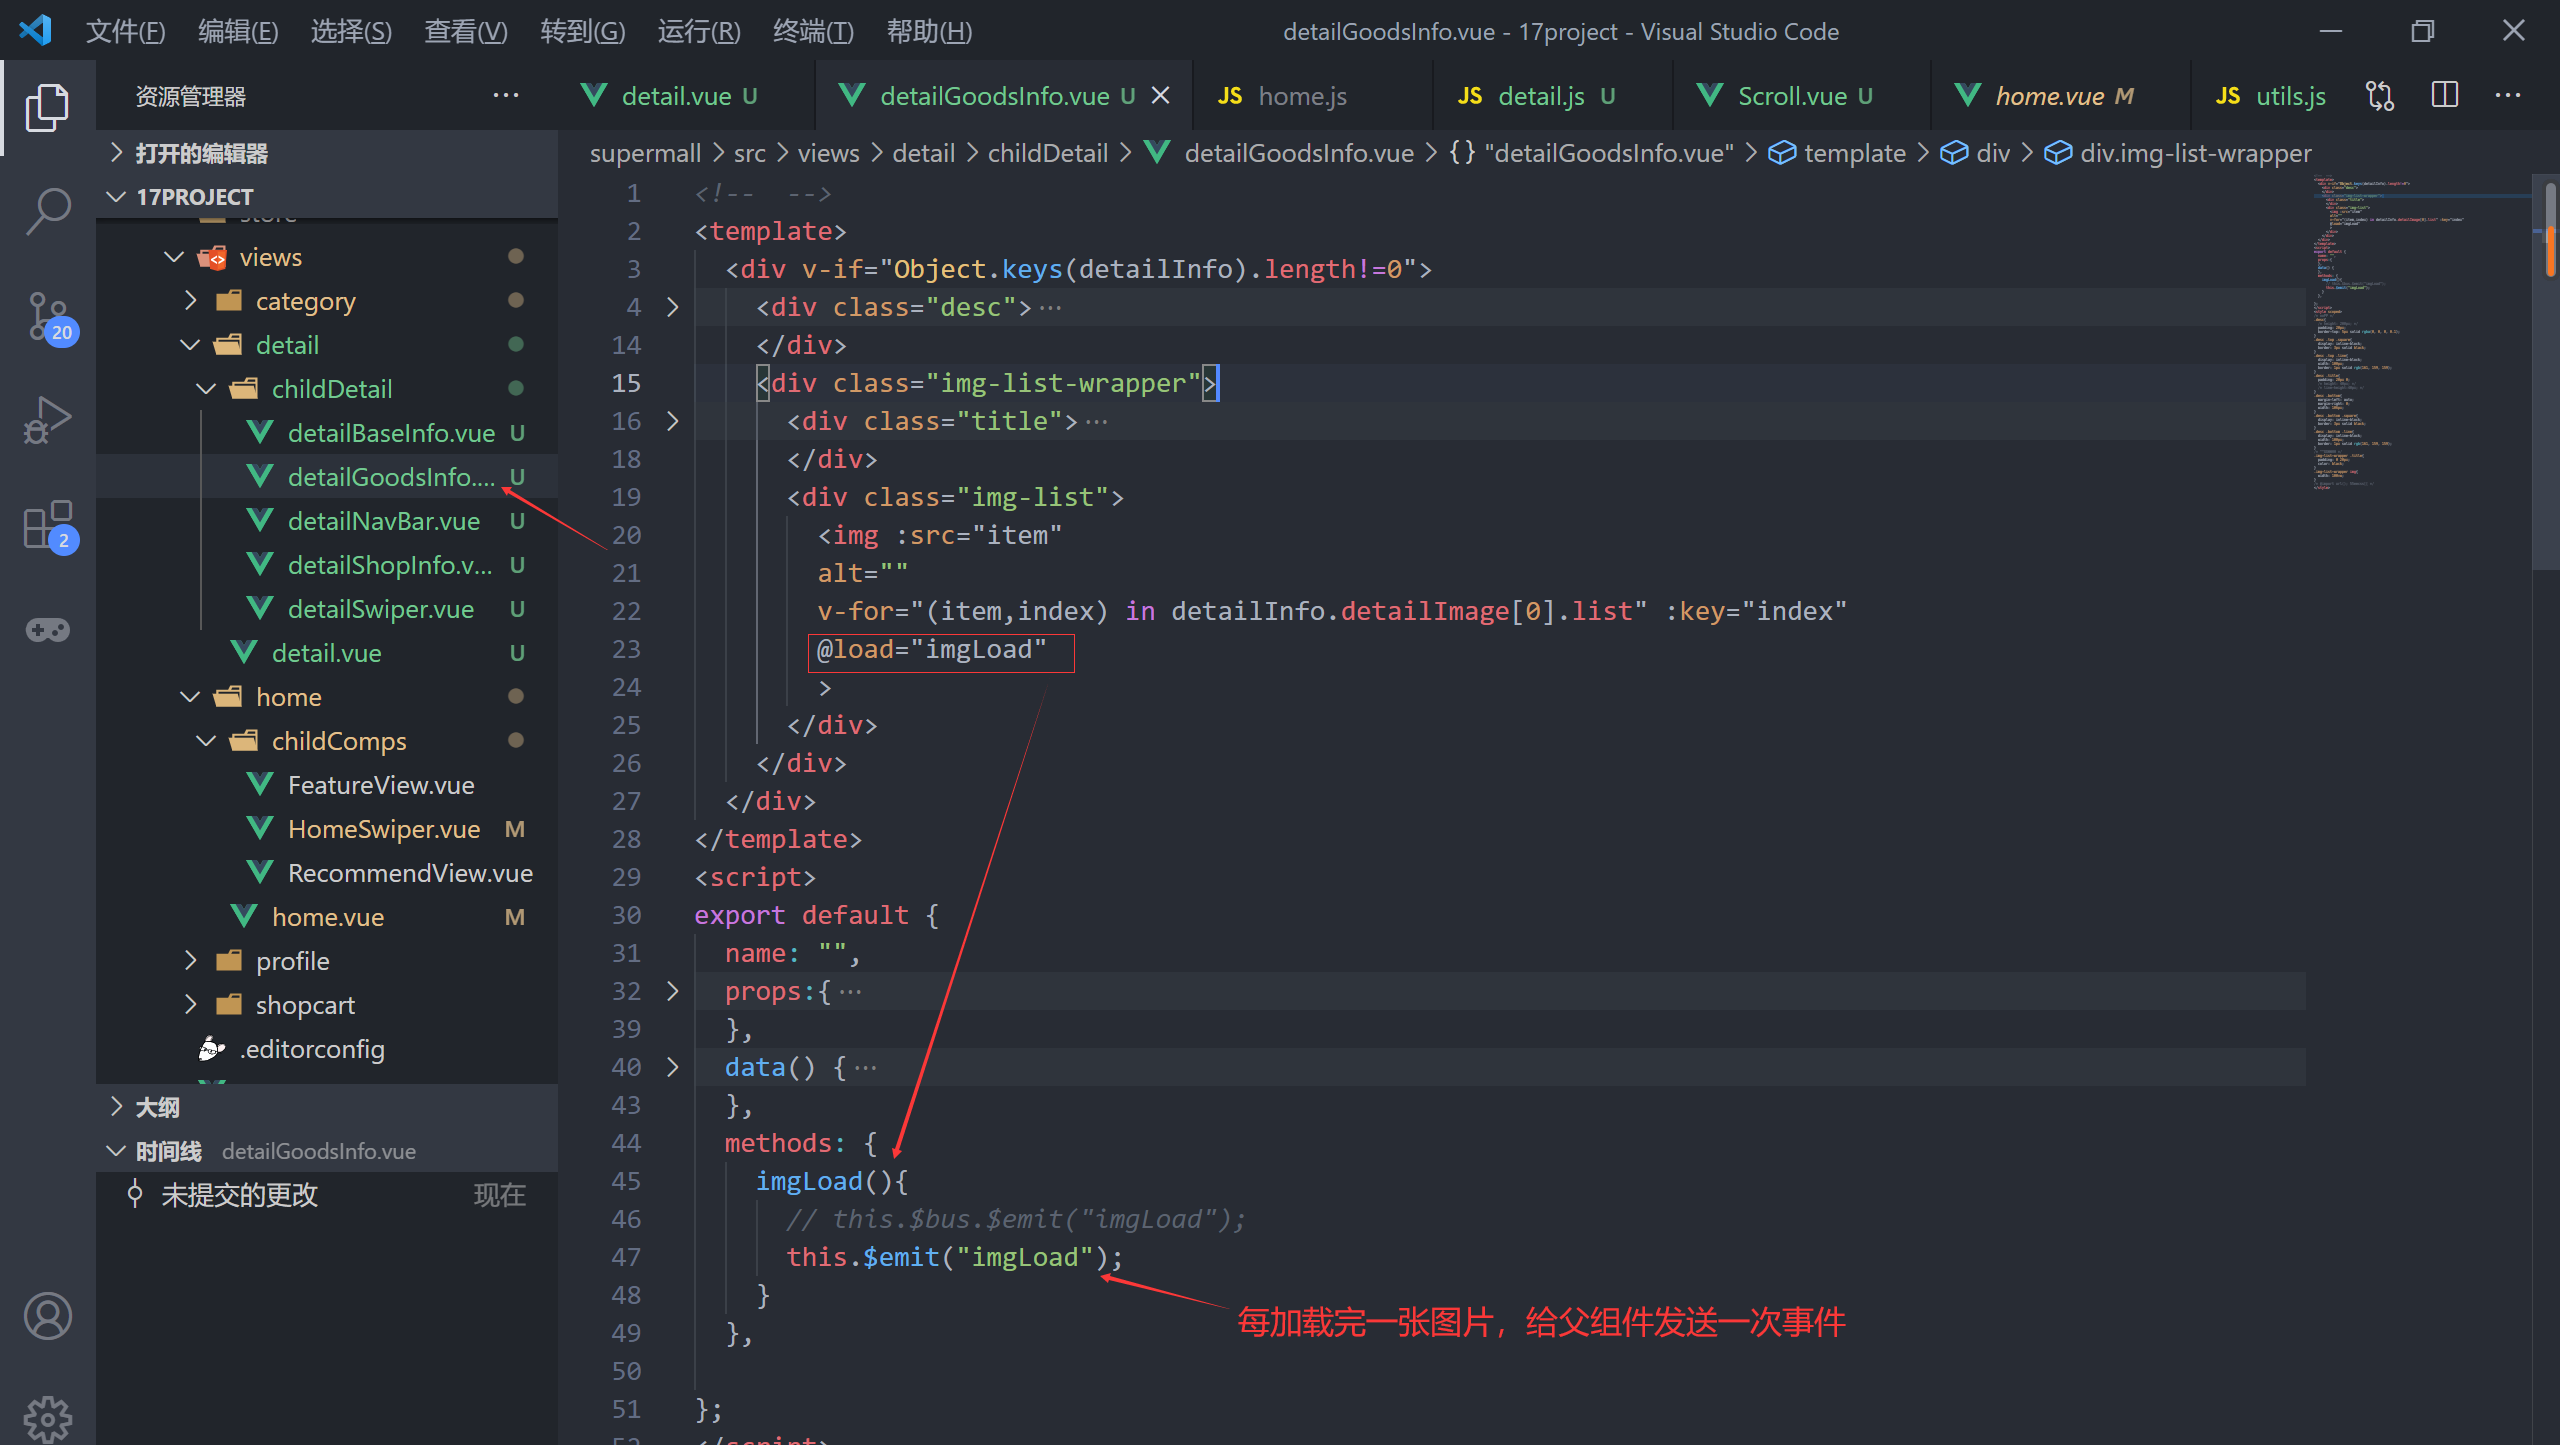 文件(F) 编辑(E) 选择(S) 查看(V) 转到(G) 运行(R) 终端(T) 帮助(H) detailGoodsInfo.vue - 17project - Visual Studio Code
资源管理器 ··· detail.vue U detailGoodsInfo.vue U JS home.js JS detail.js U Scroll.vue U home.vue M JS utils.js ···
打开的编辑器
17PROJECT
store
views
category
detail
childDetail
detailBaseInfo.vue U
detailGoodsInfo.... U
detailNavBar.vue U
detailShopInfo.v... U
detailSwiper.vue U
detail.vue U
home
childComps
FeatureView.vue
HomeSwiper.vue M
RecommendView.vue
home.vue M
profile
shopcart
.editorconfig
大纲
时间线 detailGoodsInfo.vue
未提交的更改 现在
20
2
supermall > src > views > detail > childDetail > detailGoodsInfo.vue > {} "detailGoodsInfo.vue" > template > div > div.img-list-wrapper
1 <!--  -->
2 <template>
3 <div v-if="Object.keys(detailInfo).length!=0">
4 <div class="desc">···
14 </div>
15 <div class="img-list-wrapper">
16 <div class="title">···
18 </div>
19 <div class="img-list">
20 <img :src="item"
21 alt=""
22 v-for="(item,index) in detailInfo.detailImage[0].list" :key="index"
23 @load="imgLoad"
24 >
25 </div>
26 </div>
27 </div>
28 </template>
29 <script>
30 export default {
31 name: "",
32 props:{···
39 },
40 data() {···
43 },
44 methods: {
45 imgLoad(){
46 // this.$bus.$emit("imgLoad");
47 this.$emit("imgLoad");
48 }
每加载完一张图片，给父组件发送一次事件
49 },
50
51 };
52 </script>